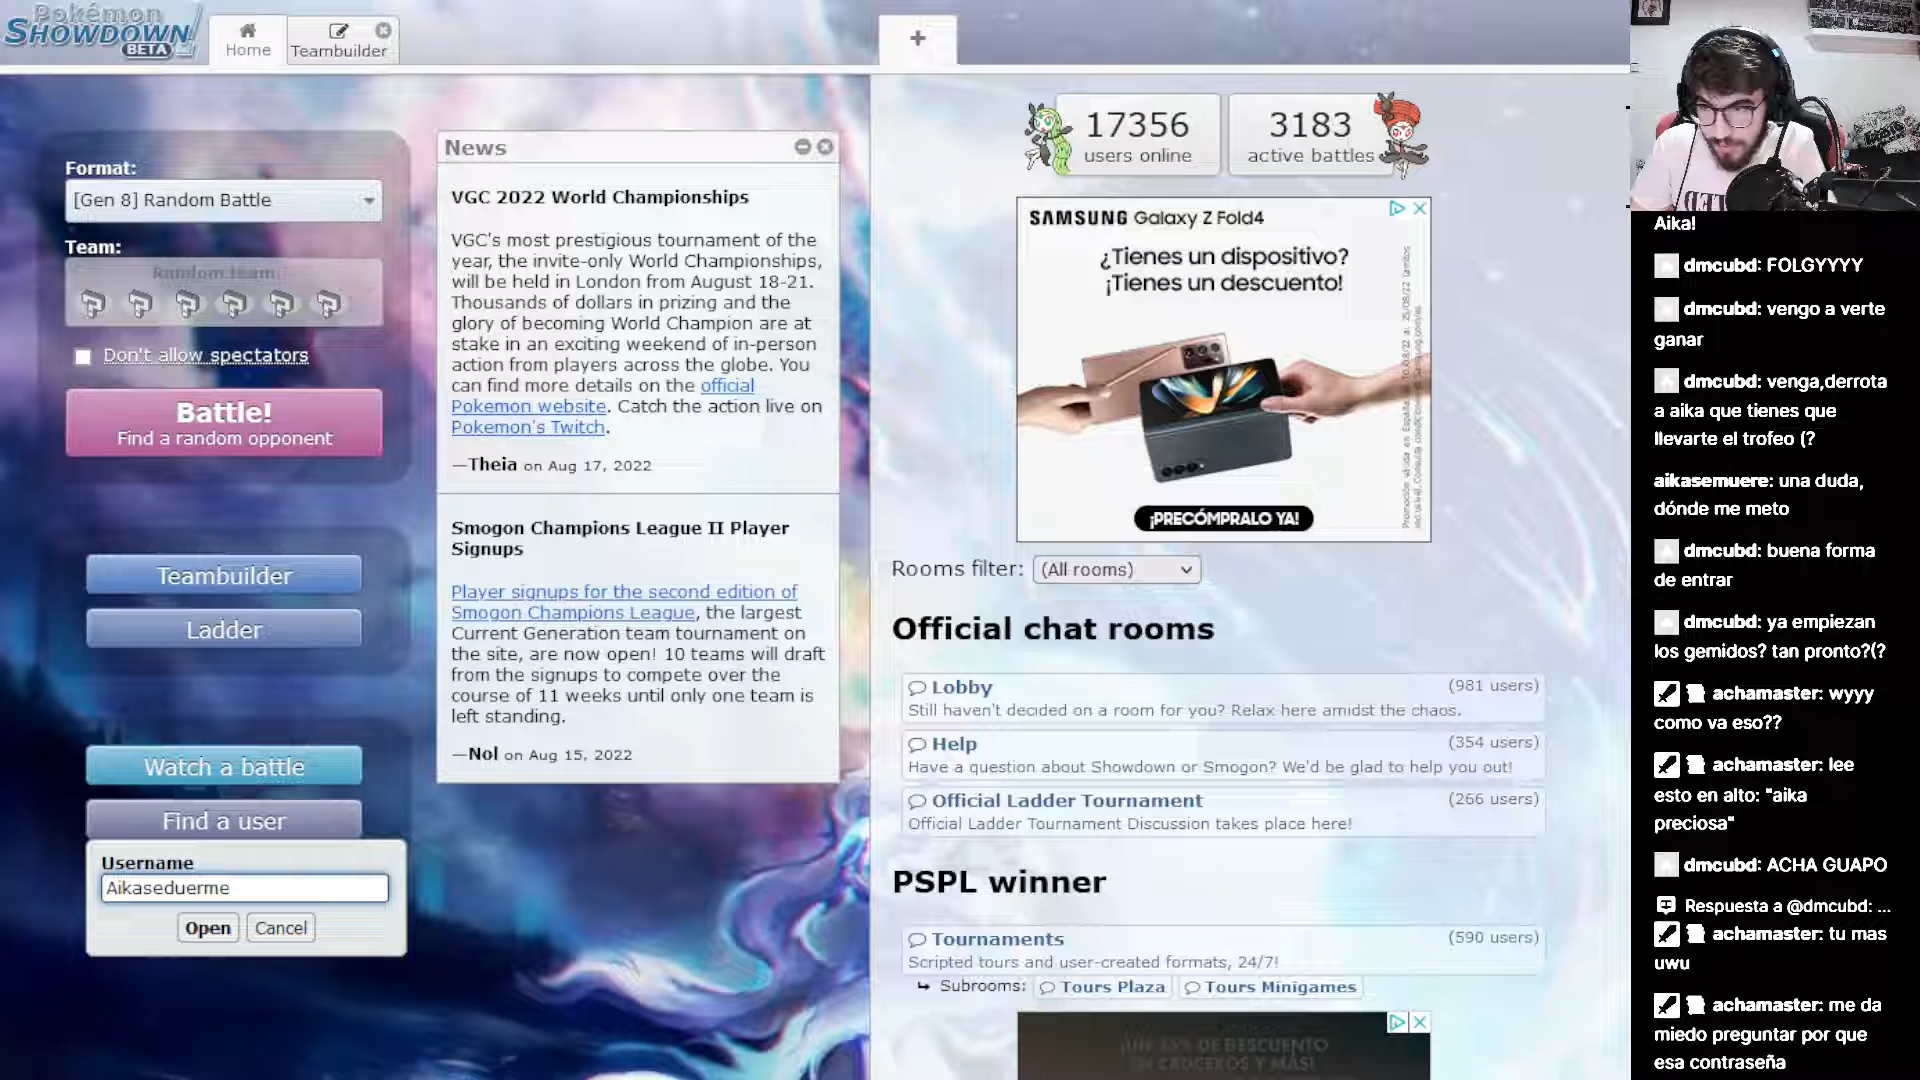 Pokémon
SHOWDOWN
BETA
Home
Teambuilder
+
Format:
[Gen 8] Random Battle
Team:
Random team
Don't allow spectators
Battle!
Find a random opponent
Teambuilder
Ladder
Watch a battle
Find a user
Username
Aikaseduerme
Open
Cancel
News
VGC 2022 World Championships
VGC's most prestigious tournament of the
year, the invite-only World Championships,
will be held in London from August 18-21.
Thousands of dollars in prizing and the
glory of becoming World Champion are at
stake in an exciting weekend of in-person
action from players across the globe. You
can find more details on the official
Pokemon website. Catch the action live on
Pokemon's Twitch.
—Theia on Aug 17, 2022
Smogon Champions League II Player
Signups
Player signups for the second edition of
Smogon Champions League, the largest
Current Generation team tournament on
the site, are now open! 10 teams will draft
from the signups to compete over the
course of 11 weeks until only one team is
left standing.
—Nol on Aug 15, 2022
17356
users online
3183
active battles
SAMSUNG Galaxy Z Fold4
¿Tienes un dispositivo?
¡Tienes un descuento!
¡PRECÓMPRALO YA!
Rooms filter: (All rooms)
Official chat rooms
Lobby (981 users)
Still haven't decided on a room for you? Relax here amidst the chaos.
Help (354 users)
Have a question about Showdown or Smogon? We'd be glad to help you out!
Official Ladder Tournament (266 users)
Official Ladder Tournament Discussion takes place here!
PSPL winner
Tournaments (590 users)
Scripted tours and user-created formats, 24/7!
Subrooms: Tours Plaza Tours Minigames
¡UN 15% DE DESCUENTO
EN CRUCEROS Y MÁS!
Aika!
dmcubd: FOLGYYYY
dmcubd: vengo a verte
ganar
dmcubd: venga,derrota
a aika que tienes que
llevarte el trofeo (?
aikasemuere: una duda,
dónde me meto
dmcubd: buena forma
de entrar
dmcubd: ya empiezan
los gemidos? tan pronto?(?
achamaster: wyyy
como va eso??
achamaster: lee
esto en alto: "aika
preciosa"
dmcubd: ACHA GUAPO
Respuesta a @dmcubd: ...
achamaster: tu mas
uwu
achamaster: me da
miedo preguntar por que
esa contraseña